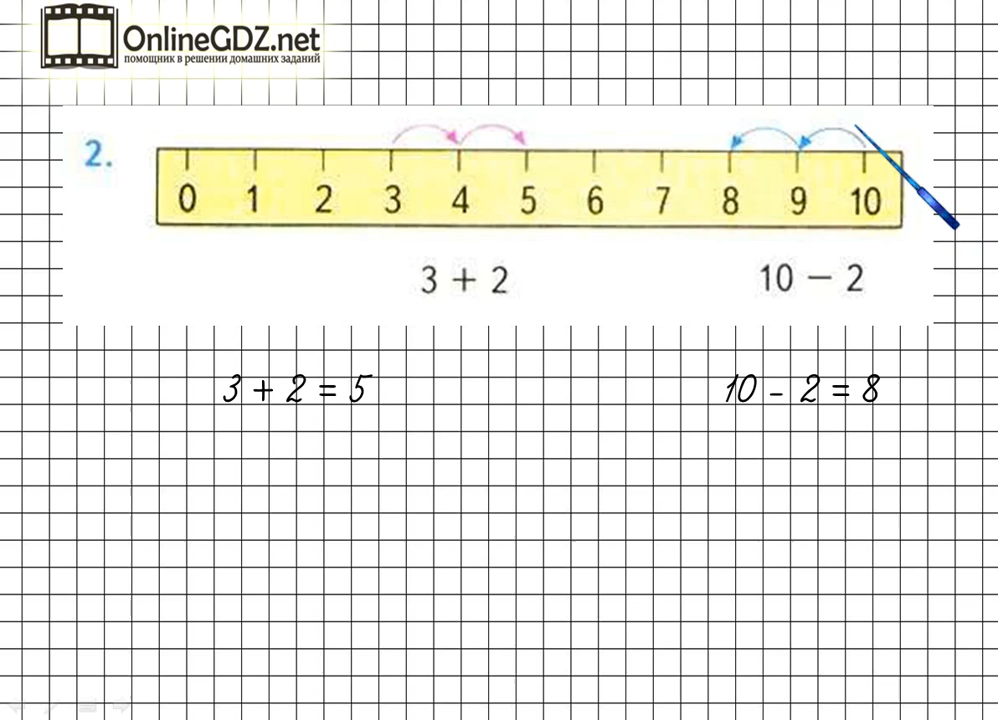 OnlineGDZ.net
помощник в решении домашних заданий
2.
0 1 2 3 4 5 6 7 8 9 10
3 + 2 10 − 2
3 + 2 = 5 10 - 2 = 8